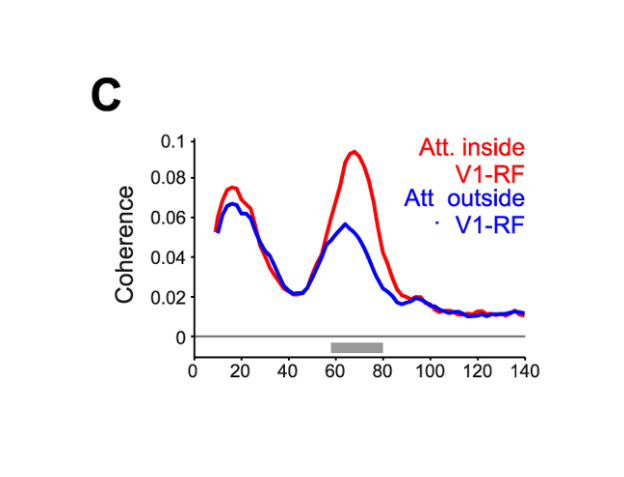 C
0.1
Att. inside
V1-RF
0.08
Att outside
V1-RF
0.06
0.04
0.02
0
Coherence
0 20 40 60 80 100 120 140